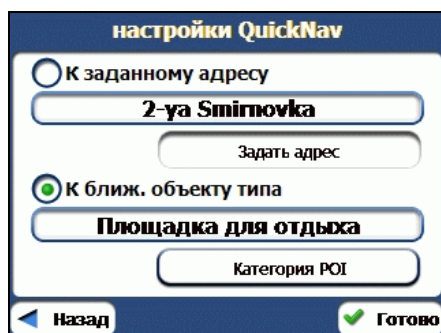 настройки QuickNav
К заданному адресу
2-ya Smirnovka
Задать адрес
К ближ. объекту типа
Площадка для отдыха
Категория POI
Назад
Готово